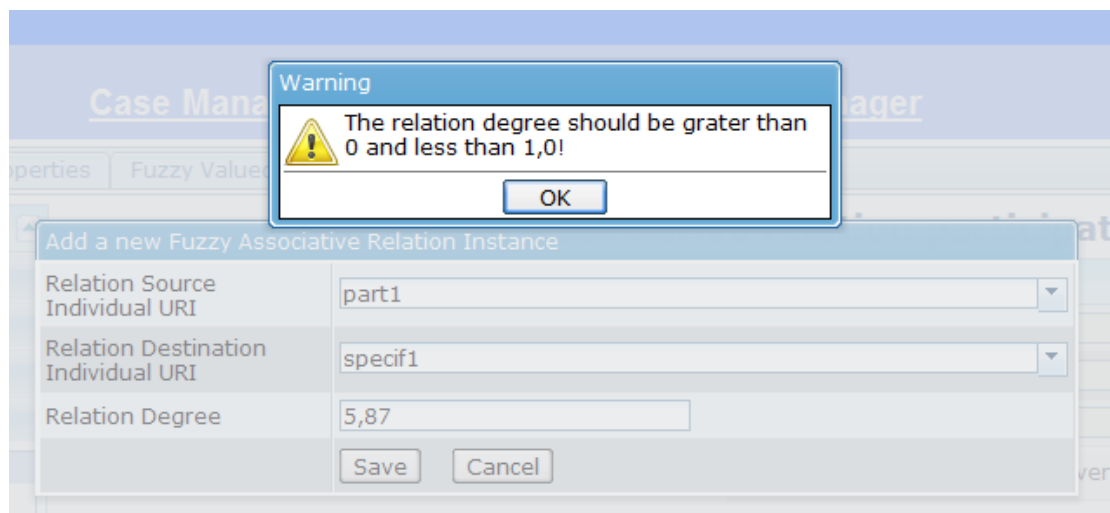 Warning
Case Mana
ager
The relation degree should be grater than
0 and less than 1,0!
OK
perties
Fuzzy Valued
Add a new Fuzzy Associative Relation Instance
Relation Source
Individual URI
part1
Relation Destination
Individual URI
specif1
Relation Degree
5,87
Save
Cancel
ver